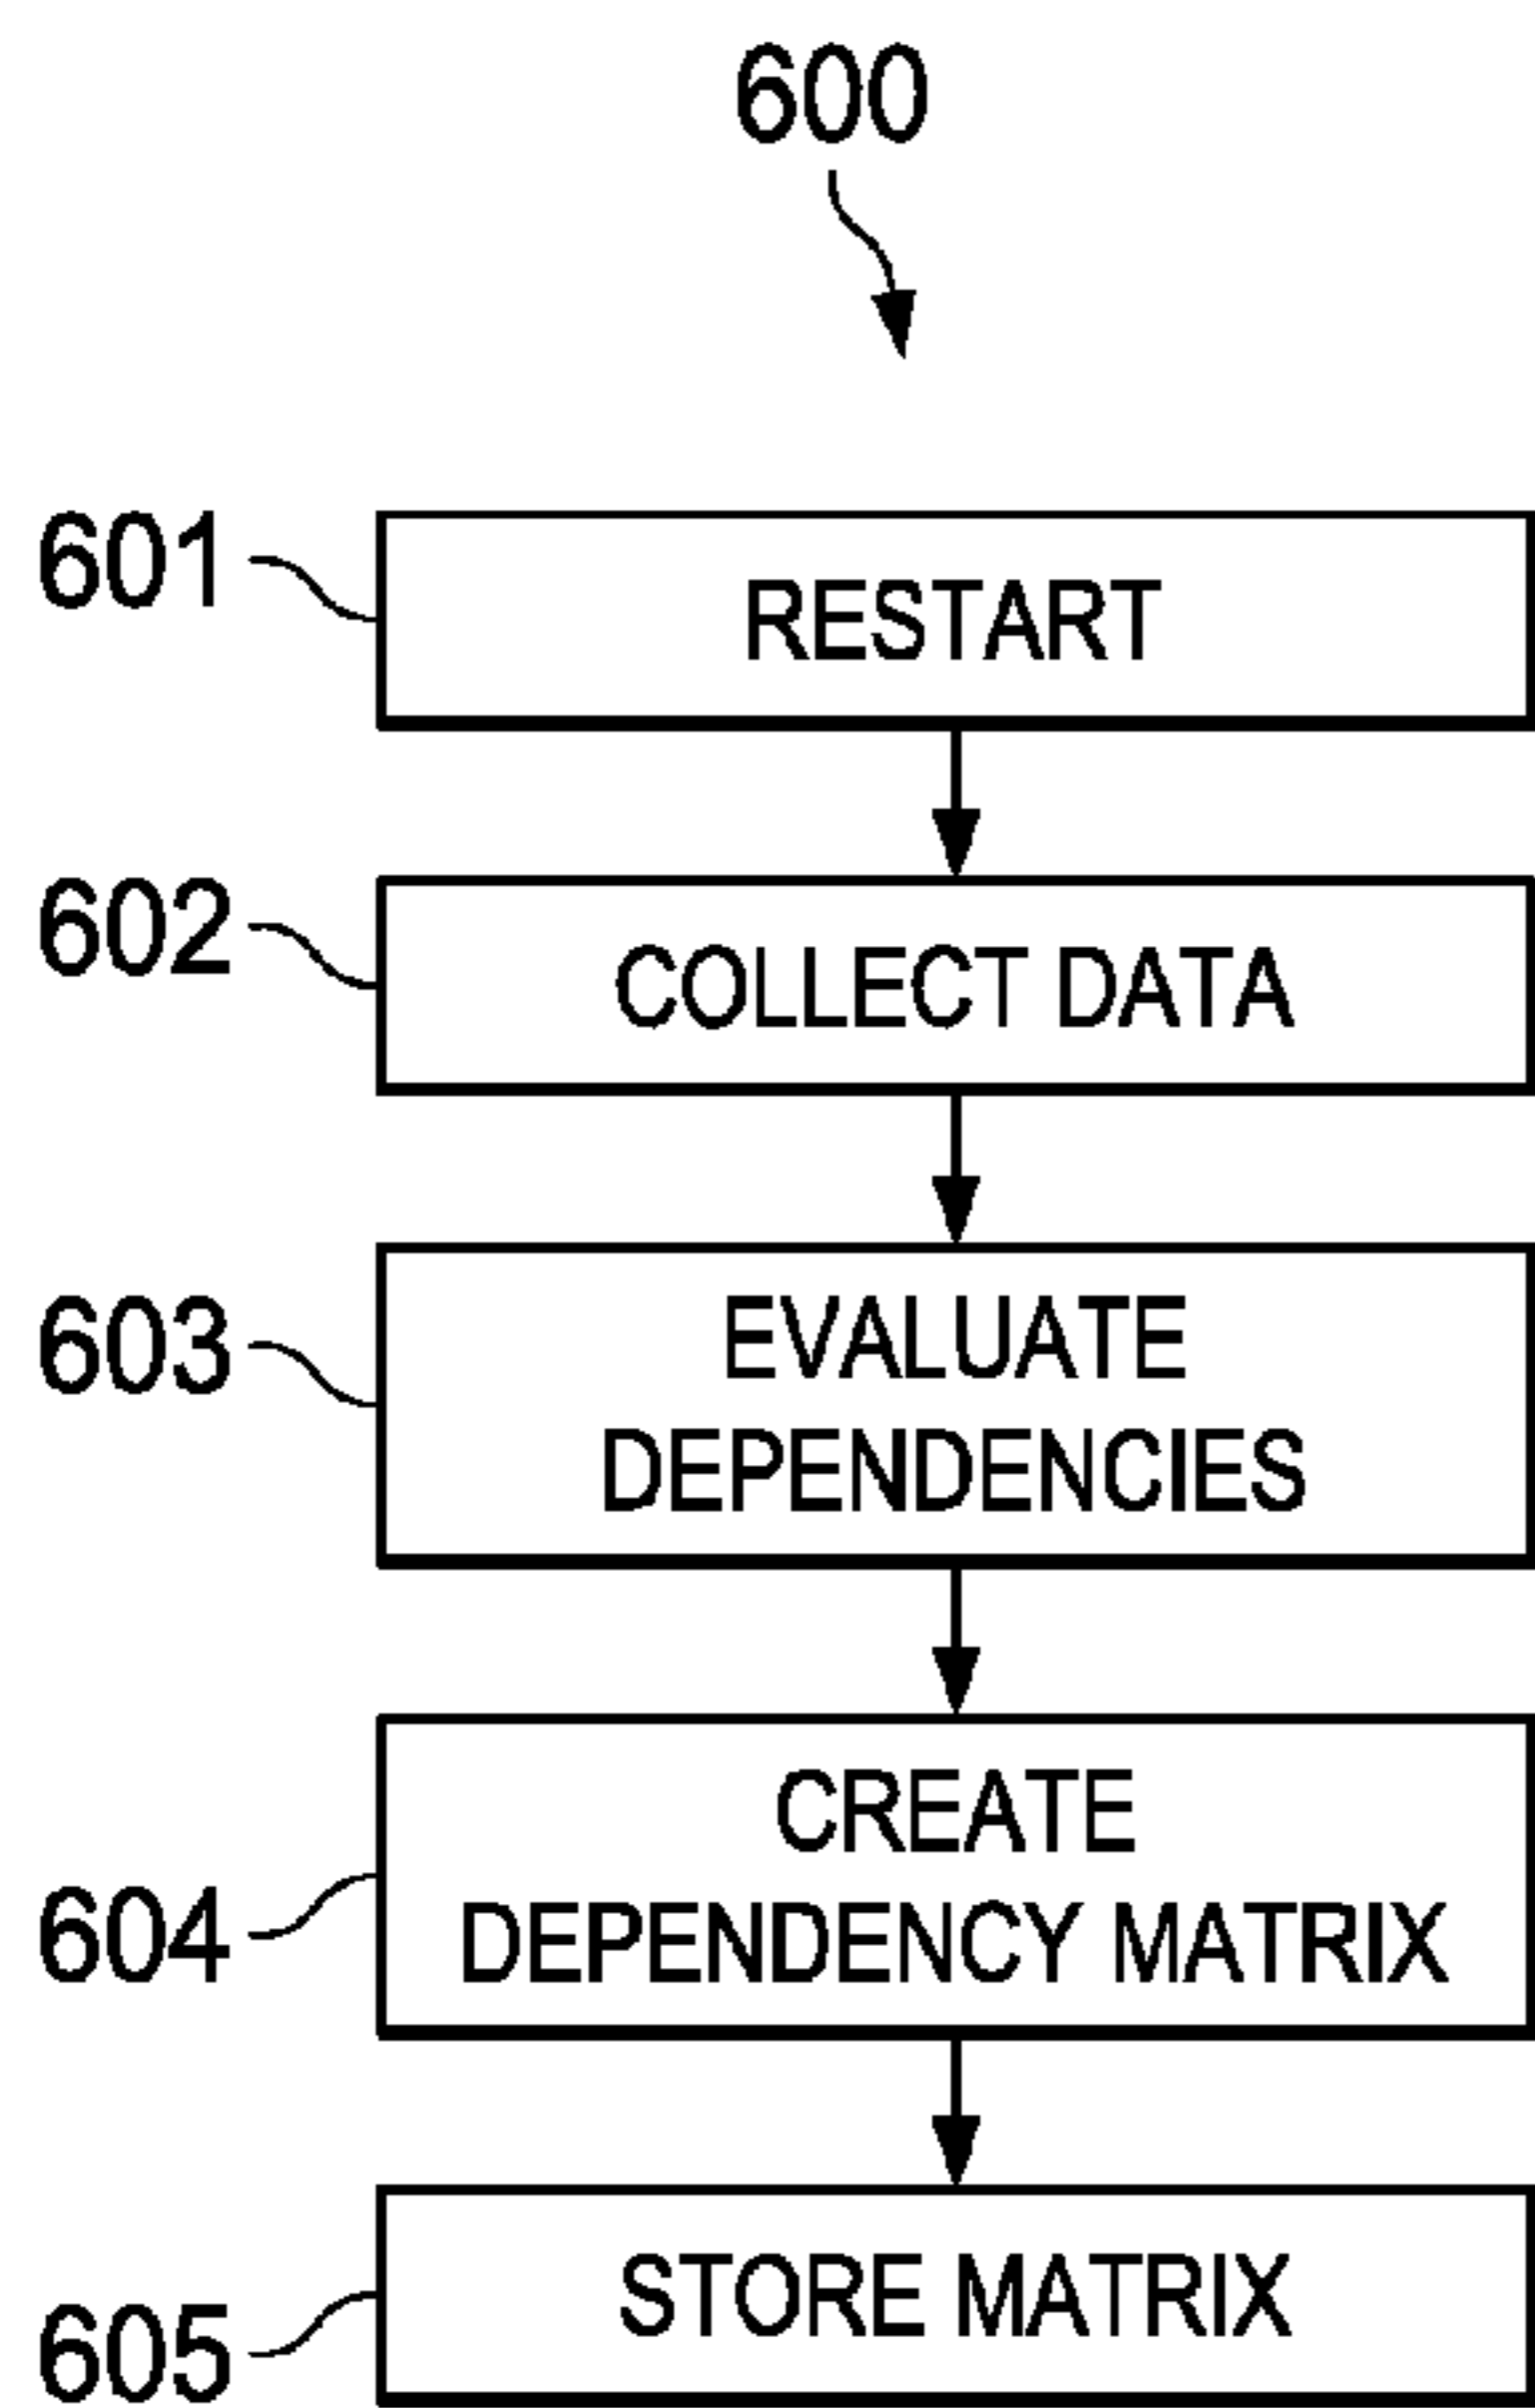 600
601
RESTART
602
COLLECT DATA
603
EVALUATE
DEPENDENCIES
604
CREATE
DEPENDENCY MATRIX
605
STORE MATRIX